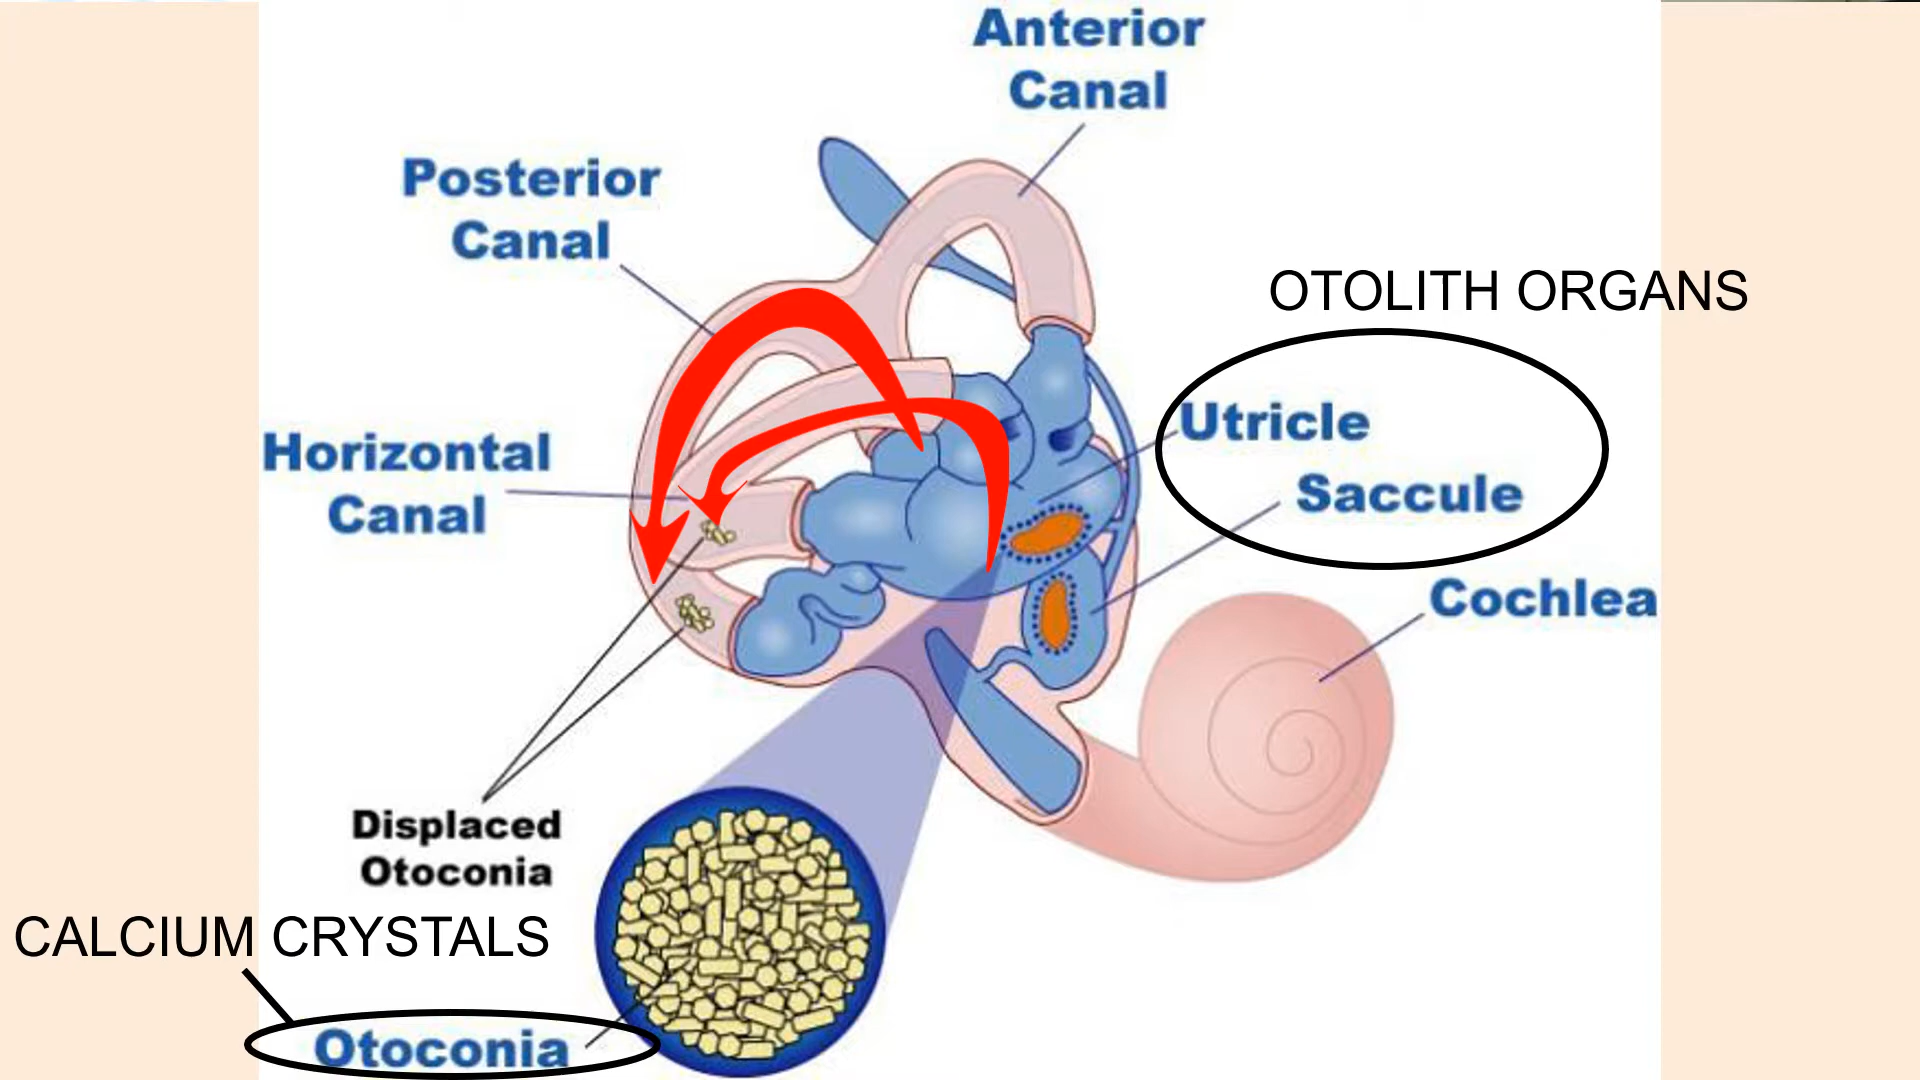 Anterior
Canal
Posterior
Canal
OTOLITH ORGANS
Utricle
Horizontal
Canal
Saccule
Cochlea
Displaced
Otoconia
CALCIUM CRYSTALS
Otoconia